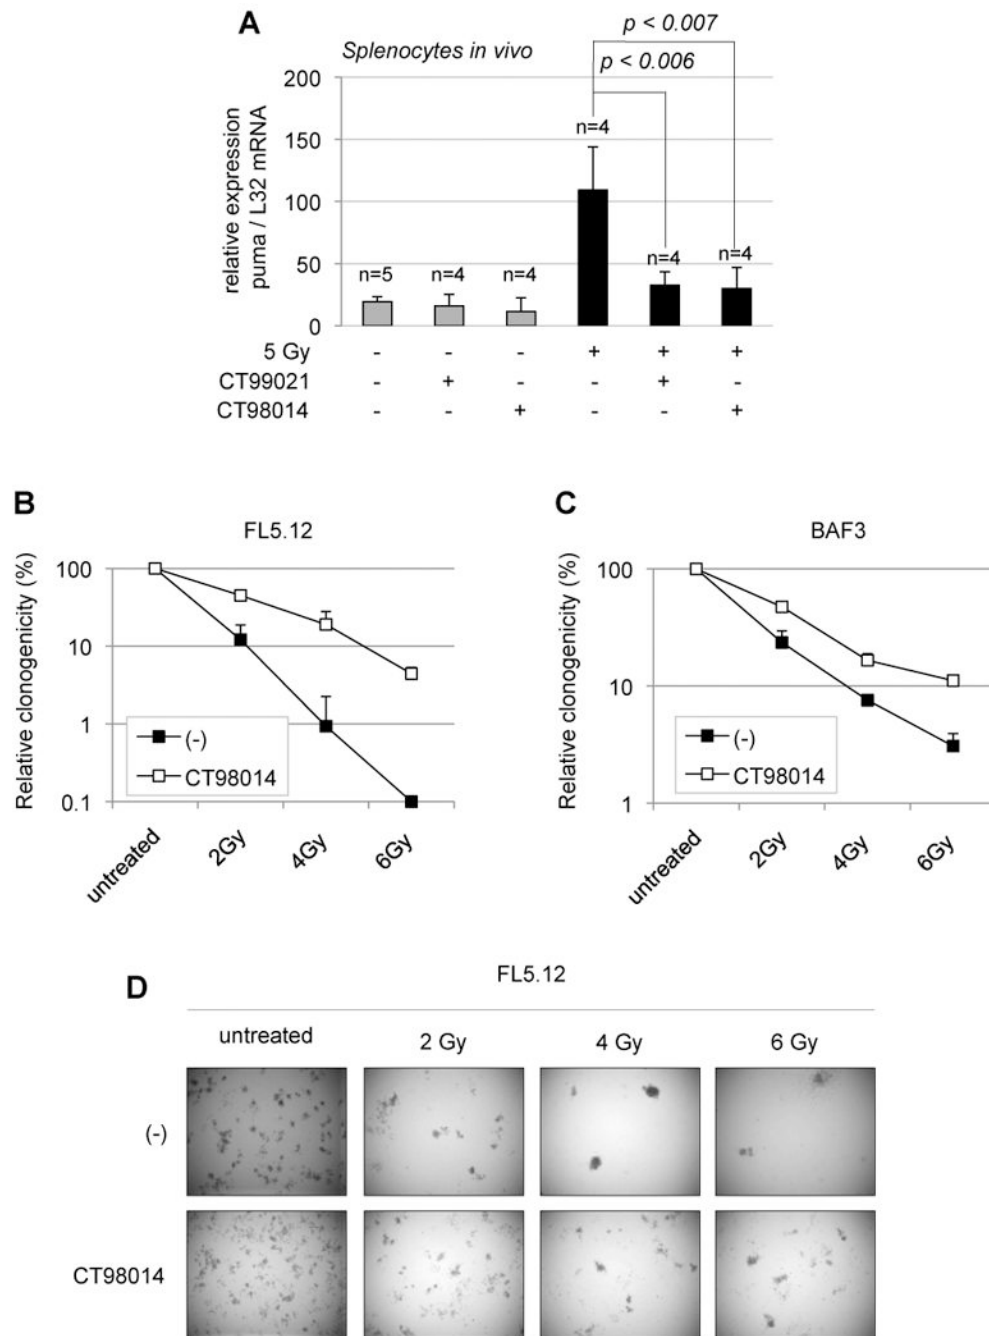 A
Splenocytes in vivo
p < 0.007
p < 0.006
relative expression
puma / L32 mRNA
200
150
100
50
0
n=5
n=4
n=4
n=4
n=4
n=4
5 Gy - - - + + +
CT99021 - + - - + -
CT98014 - - + - - +
B
FL5.12
Relative clonogenicity (%)
100
10
1
0.1
(-)
CT98014
untreated
2Gy
4Gy
6Gy
C
BAF3
Relative clonogenicity (%)
100
10
1
(-)
CT98014
untreated
2Gy
4Gy
6Gy
D
FL5.12
untreated 2 Gy 4 Gy 6 Gy
(-)
CT98014